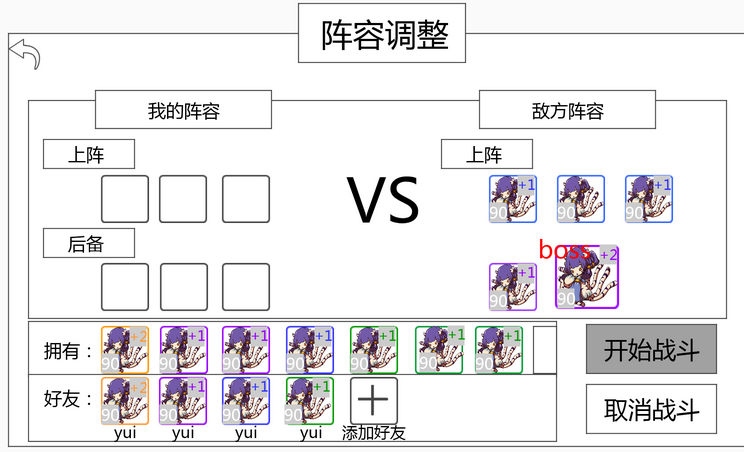 阵容调整
我的阵容
敌方阵容
上阵
VS
上阵
+1
90
90
+1
90
后备
boss
+1
90
+2
90
拥有：
+2
90
+1
90
+1
90
+1
90
+1
90
+1
90
+1
90
开始战斗
好友：
+2
90
+1
90
+1
90
+1
90
yui
yui
yui
yui
添加好友
取消战斗